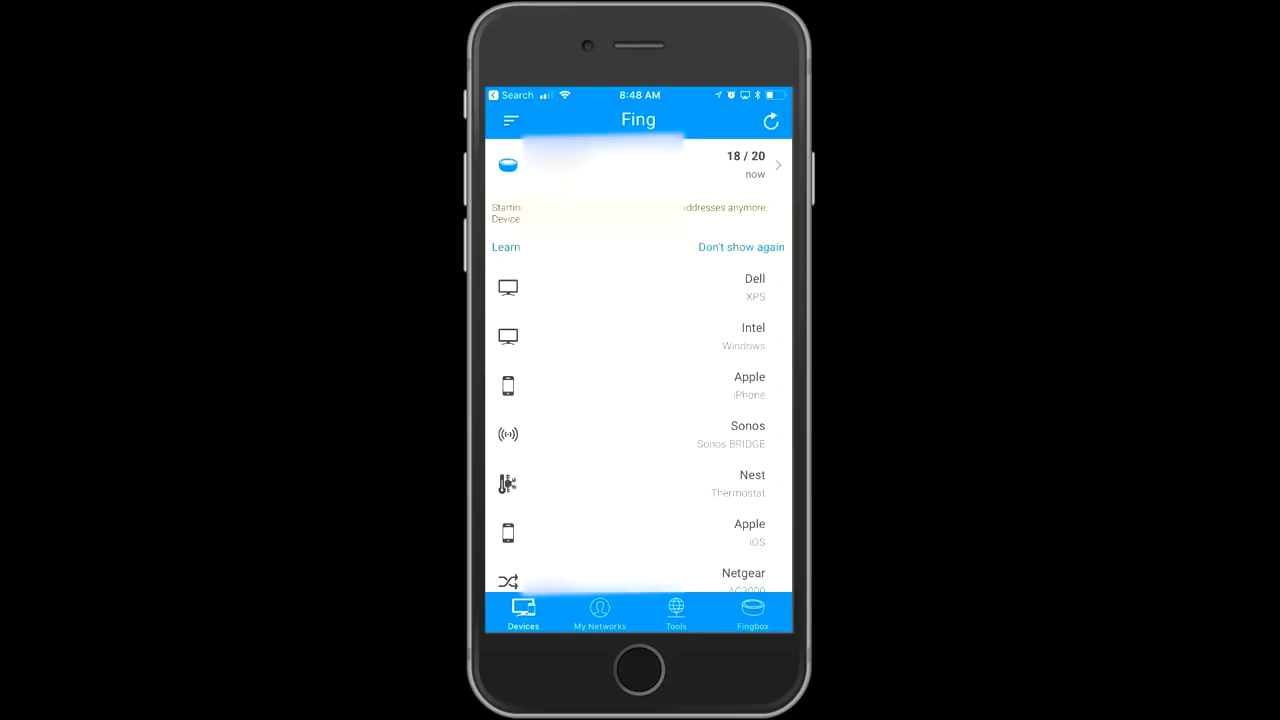 Search 8:48 AM
Fing
18 / 20
now
addresses anymore.
Device
Learn Don't show again
Dell
XPS
Intel
Windows
Apple
iPhone
Sonos
Sonos BRIDGE
Nest
Thermostat
Apple
iOS
Netgear
AC3000
Devices My Networks Tools Fingbox